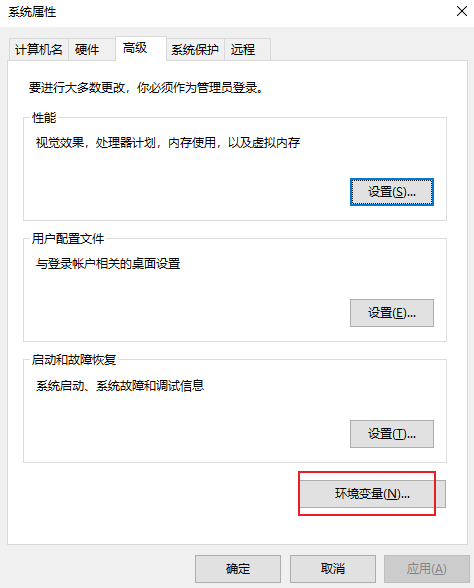 系统属性
计算机名 硬件 高级 系统保护 远程
要进行大多数更改，你必须作为管理员登录。
性能
视觉效果，处理器计划，内存使用，以及虚拟内存
设置(S)...
用户配置文件
与登录帐户相关的桌面设置
设置(E)...
启动和故障恢复
系统启动、系统故障和调试信息
设置(T)...
环境变量(N)...
确定 取消 应用(A)